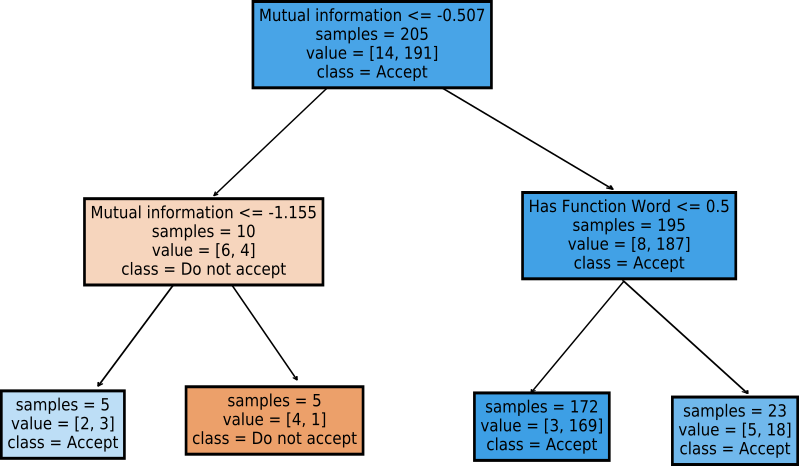 Mutual information <= -0.507
samples = 205
value = [14, 191]
class = Accept
Mutual information <= -1.155
samples = 10
value = [6, 4]
class = Do not accept
Has Function Word <= 0.5
samples = 195
value = [8, 187]
class = Accept
samples = 5
value = [2, 3]
class = Accept
samples = 5
value = [4, 1]
class = Do not accept
samples = 172
value = [3, 169]
class = Accept
samples = 23
value = [5, 18]
class = Accept